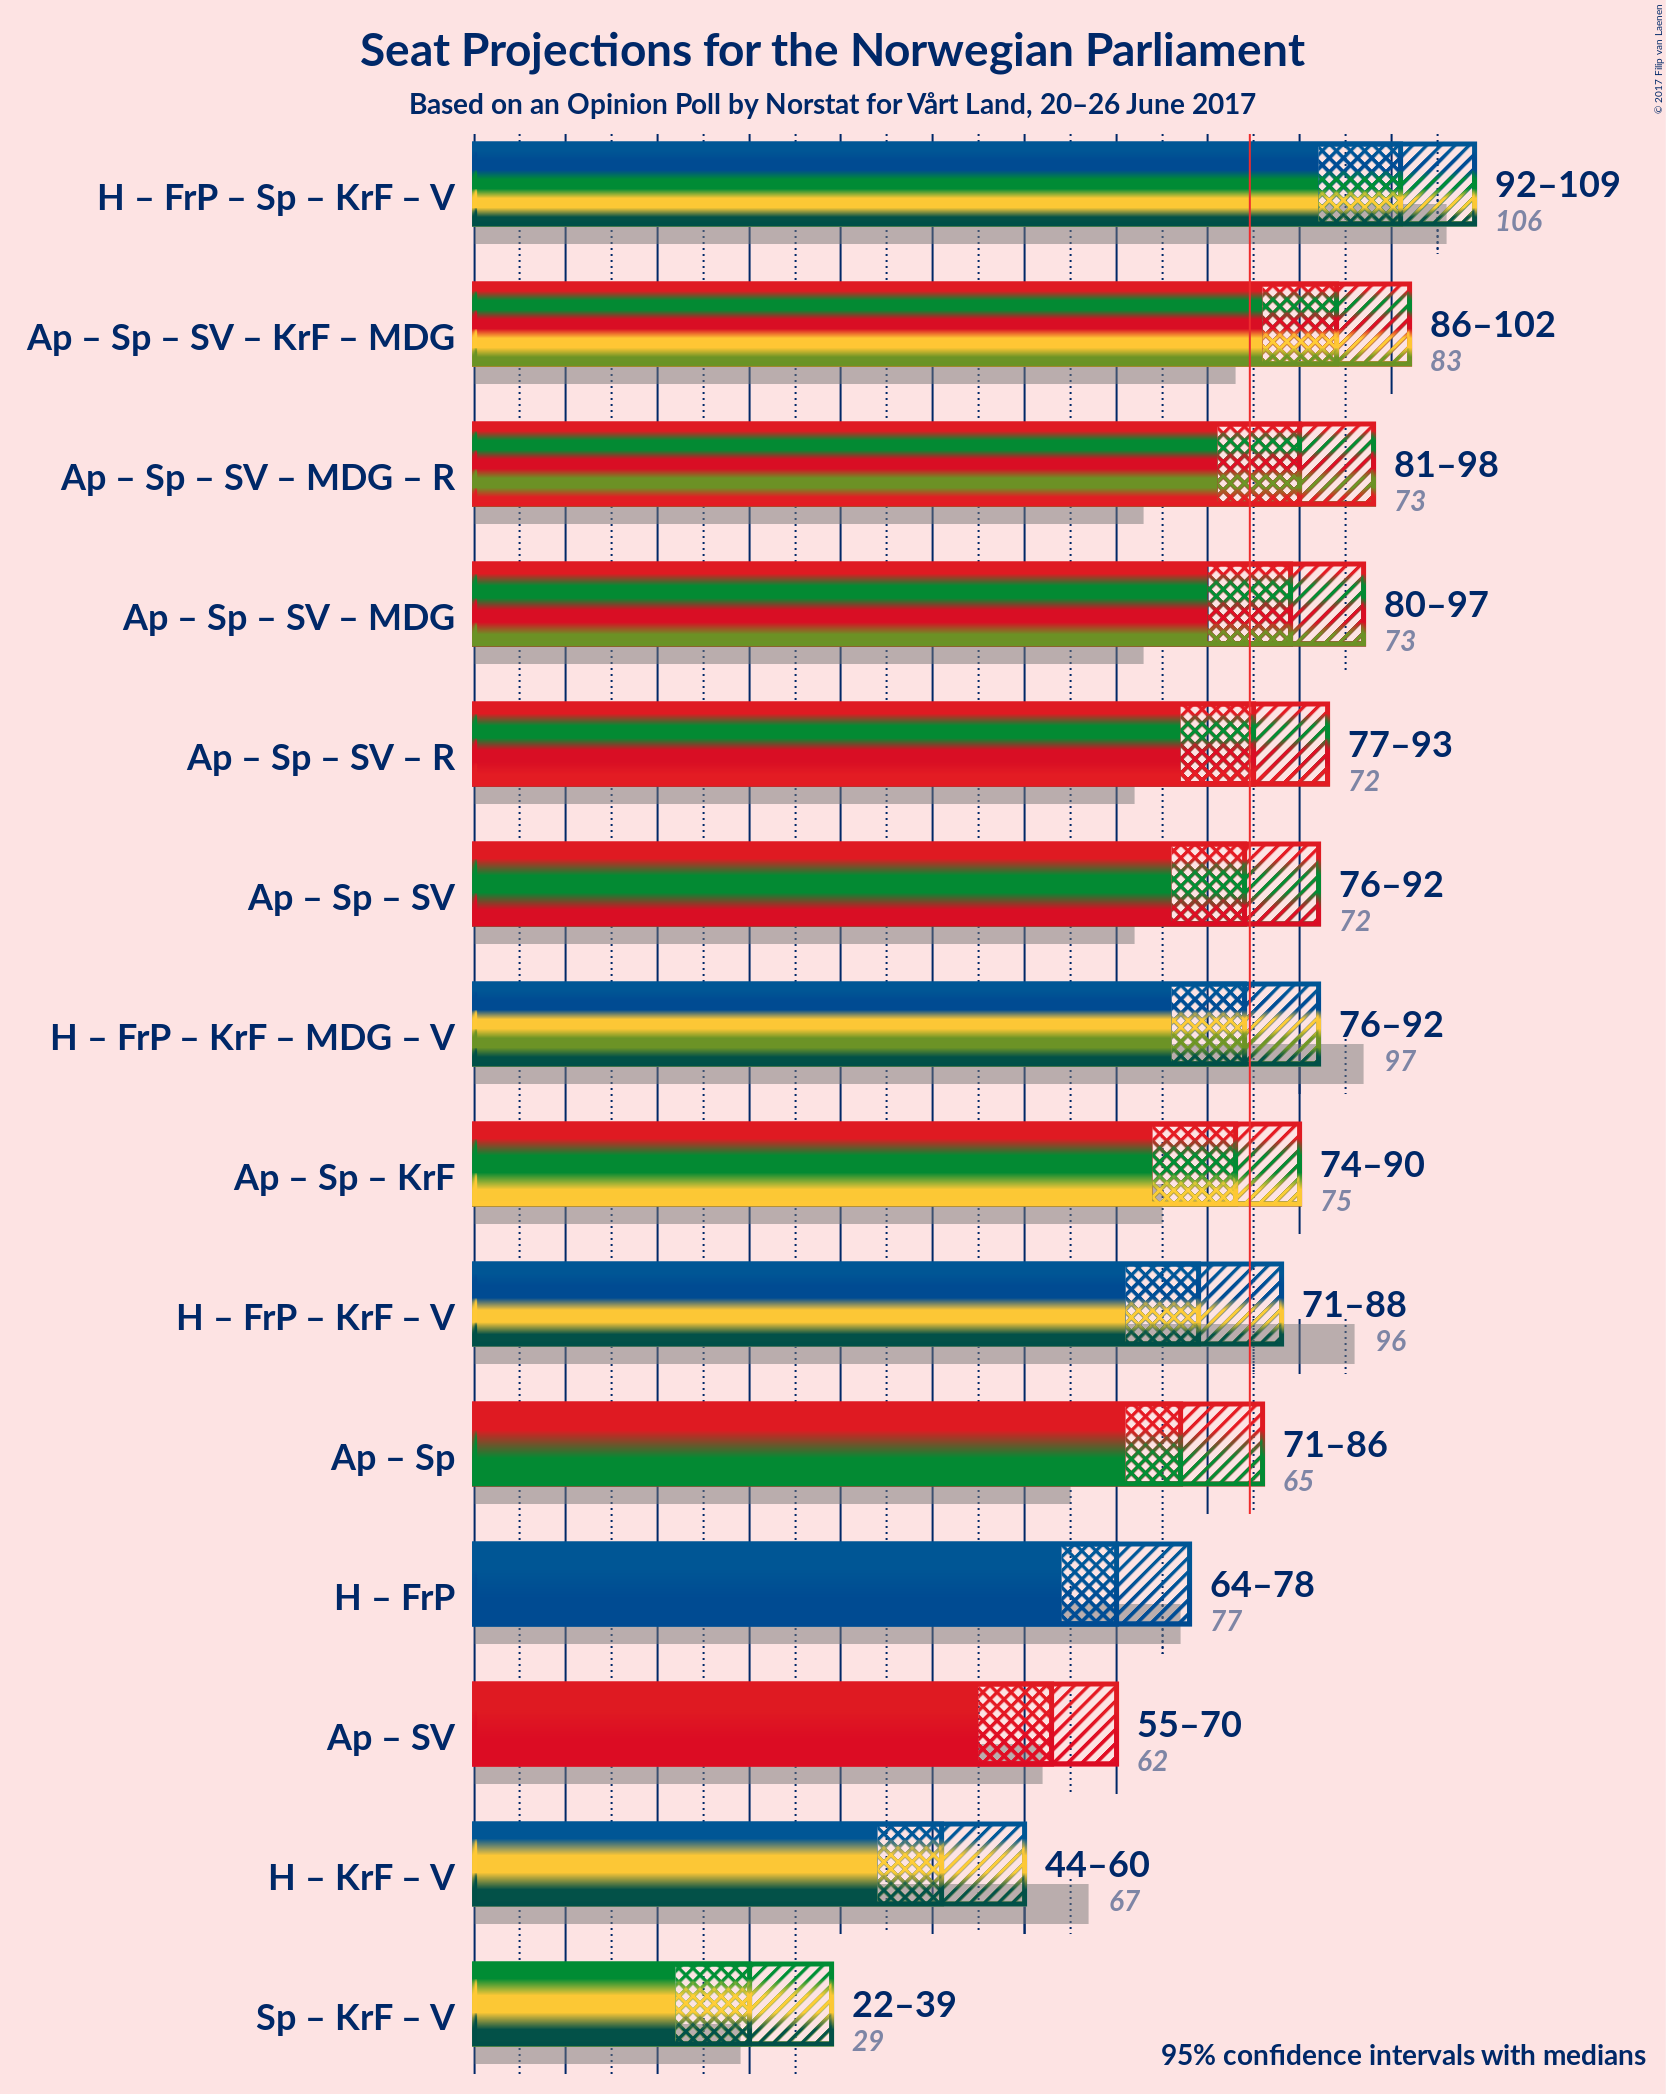 Seat Projections for the Norwegian Parliament
Based on an Opinion Poll by Norstat for Vårt Land, 20–26 June 2017
© 2017 Filip van Laenen
H – FrP – Sp – KrF – V
92–109
106
Ap – Sp – SV – KrF – MDG
86–102
83
Ap – Sp – SV – MDG – R
81–98
73
Ap – Sp – SV – MDG
80–97
73
Ap – Sp – SV – R
77–93
72
Ap – Sp – SV
76–92
72
H – FrP – KrF – MDG – V
76–92
97
Ap – Sp – KrF
74–90
75
H – FrP – KrF – V
71–88
96
Ap – Sp
71–86
65
H – FrP
64–78
77
Ap – SV
55–70
62
H – KrF – V
44–60
67
Sp – KrF – V
22–39
29
95% confidence intervals with medians